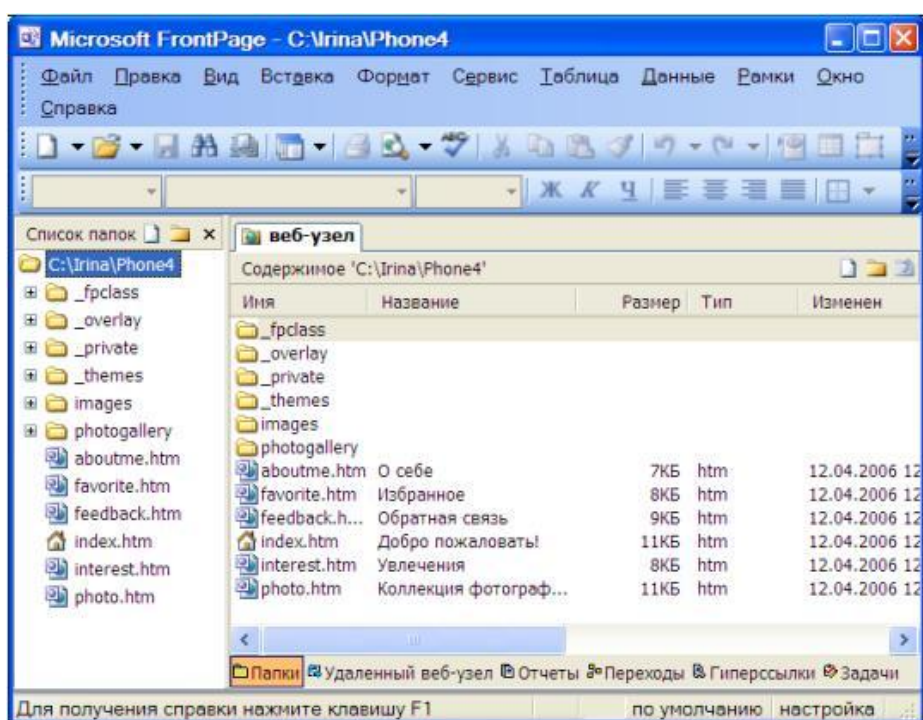 Microsoft FrontPage - C:\Irina\Phone4
Файл Правка Вид Вставка Формат Сервис Таблица Данные Рамки Окно
Справка
Ж К Ч
Список папок
C:\Irina\Phone4
_fpclass
_overlay
_private
_themes
images
photogallery
aboutme.htm
favorite.htm
feedback.htm
index.htm
interest.htm
photo.htm
веб-узел
Содержимое 'C:\Irina\Phone4'
Имя Название Размер Тип Изменен
_fpclass
_overlay
_private
_themes
images
photogallery
aboutme.htm О себе 7КБ htm 12.04.2006 12
favorite.htm Избранное 8КБ htm 12.04.2006 12
feedback.h... Обратная связь 9КБ htm 12.04.2006 12
index.htm Добро пожаловать! 11КБ htm 12.04.2006 12
interest.htm Увлечения 8КБ htm 12.04.2006 12
photo.htm Коллекция фотограф... 11КБ htm 12.04.2006 12
Папки Удаленный веб-узел Отчеты Переходы Гиперссылки Задачи
Для получения справки нажмите клавишу F1 по умолчанию настройка